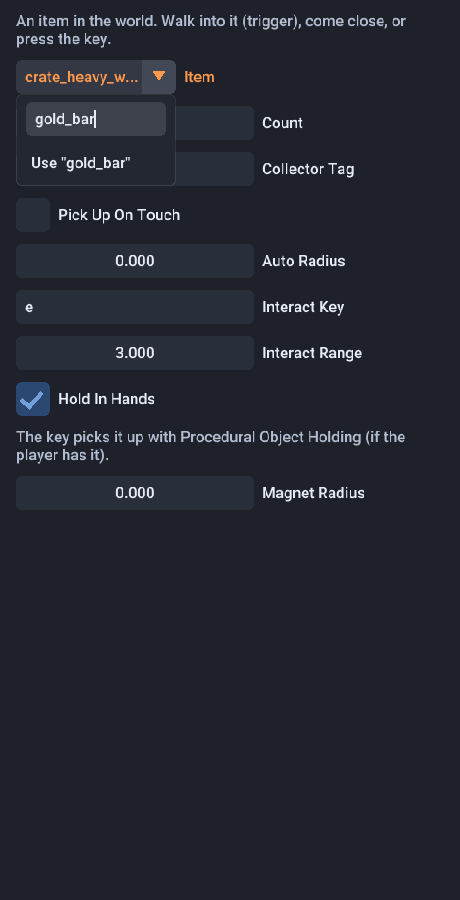 An item in the world. Walk into it (trigger), come close, or
press the key.
crate_heavy_w... Item
gold_bar
Count
Use "gold_bar"
Collector Tag
Pick Up On Touch
0.000 Auto Radius
e Interact Key
3.000 Interact Range
Hold In Hands
The key picks it up with Procedural Object Holding (if the
player has it).
0.000 Magnet Radius